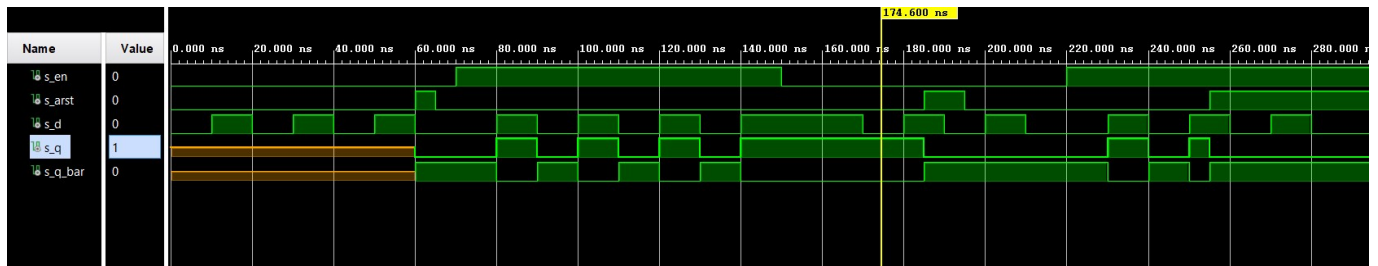 174.600 ns
Name Value 0.000 ns 20.000 ns 40.000 ns 60.000 ns 80.000 ns 100.000 ns 120.000 ns 140.000 ns 160.000 ns 180.000 ns 200.000 ns 220.000 ns 240.000 ns 260.000 ns 280.000 n
s_en 0
s_arst 0
s_d 0
s_q 1
s_q_bar 0